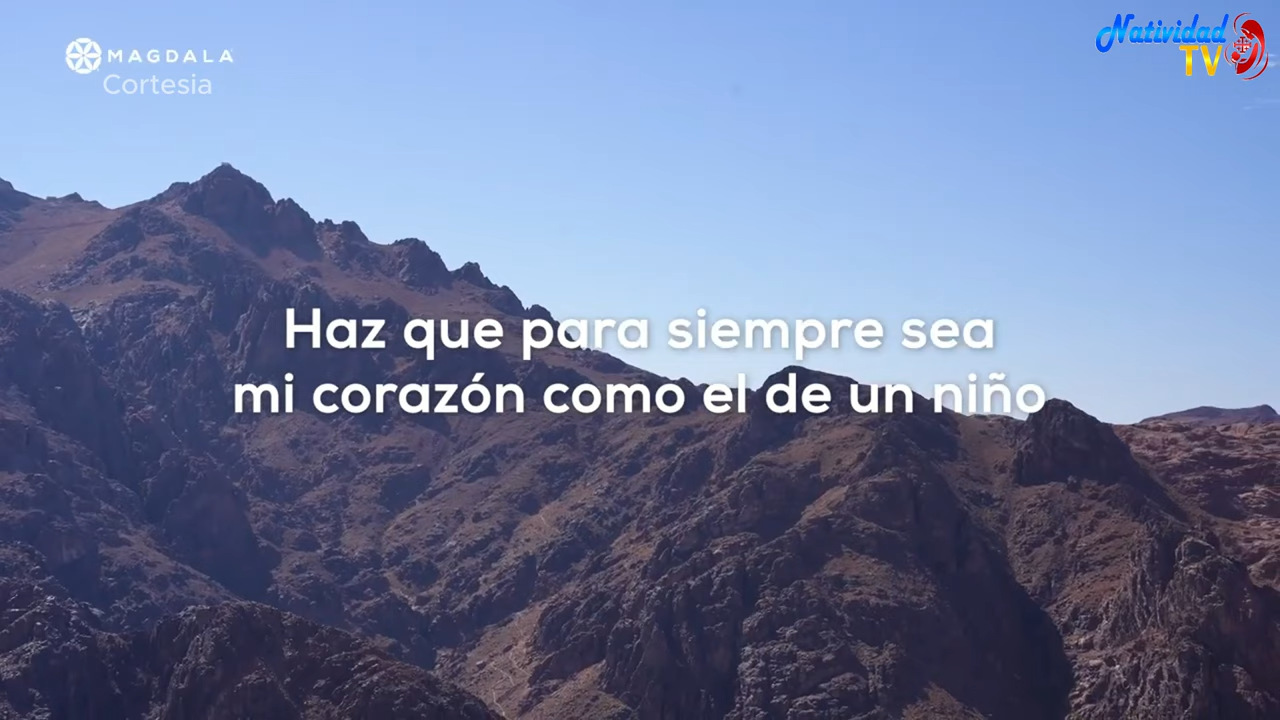 MAGDALA
Cortesia
Natividad
TV
Haz que para siempre sea
mi corazón como el de un niño